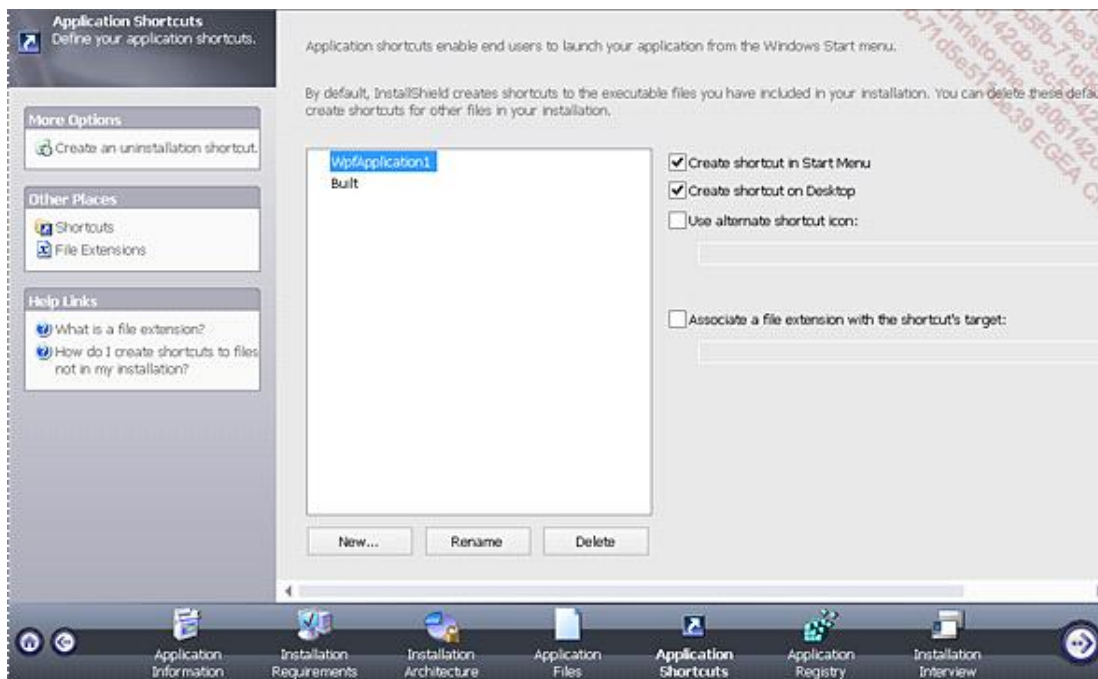 Application Shortcuts
Define your application shortcuts.
More Options
Create an uninstallation shortcut.
Other Places
Shortcuts
File Extensions
Help Links
What is a file extension?
How do I create shortcuts to files
not in my installation?
Application shortcuts enable end users to launch your application from the Windows Start menu.
By default, InstallShield creates shortcuts to the executable files you have included in your installation. You can delete these
create shortcuts for other files in your installation.
WpfApplication1
Built
Create shortcut in Start Menu
Create shortcut on Desktop
Use alternate shortcut icon:
Associate a file extension with the shortcut's target:
New...
Rename
Delete
Application
Information
Installation
Requirements
Installation
Architecture
Application
Files
Application
Shortcuts
Application
Registry
Installation
Interview